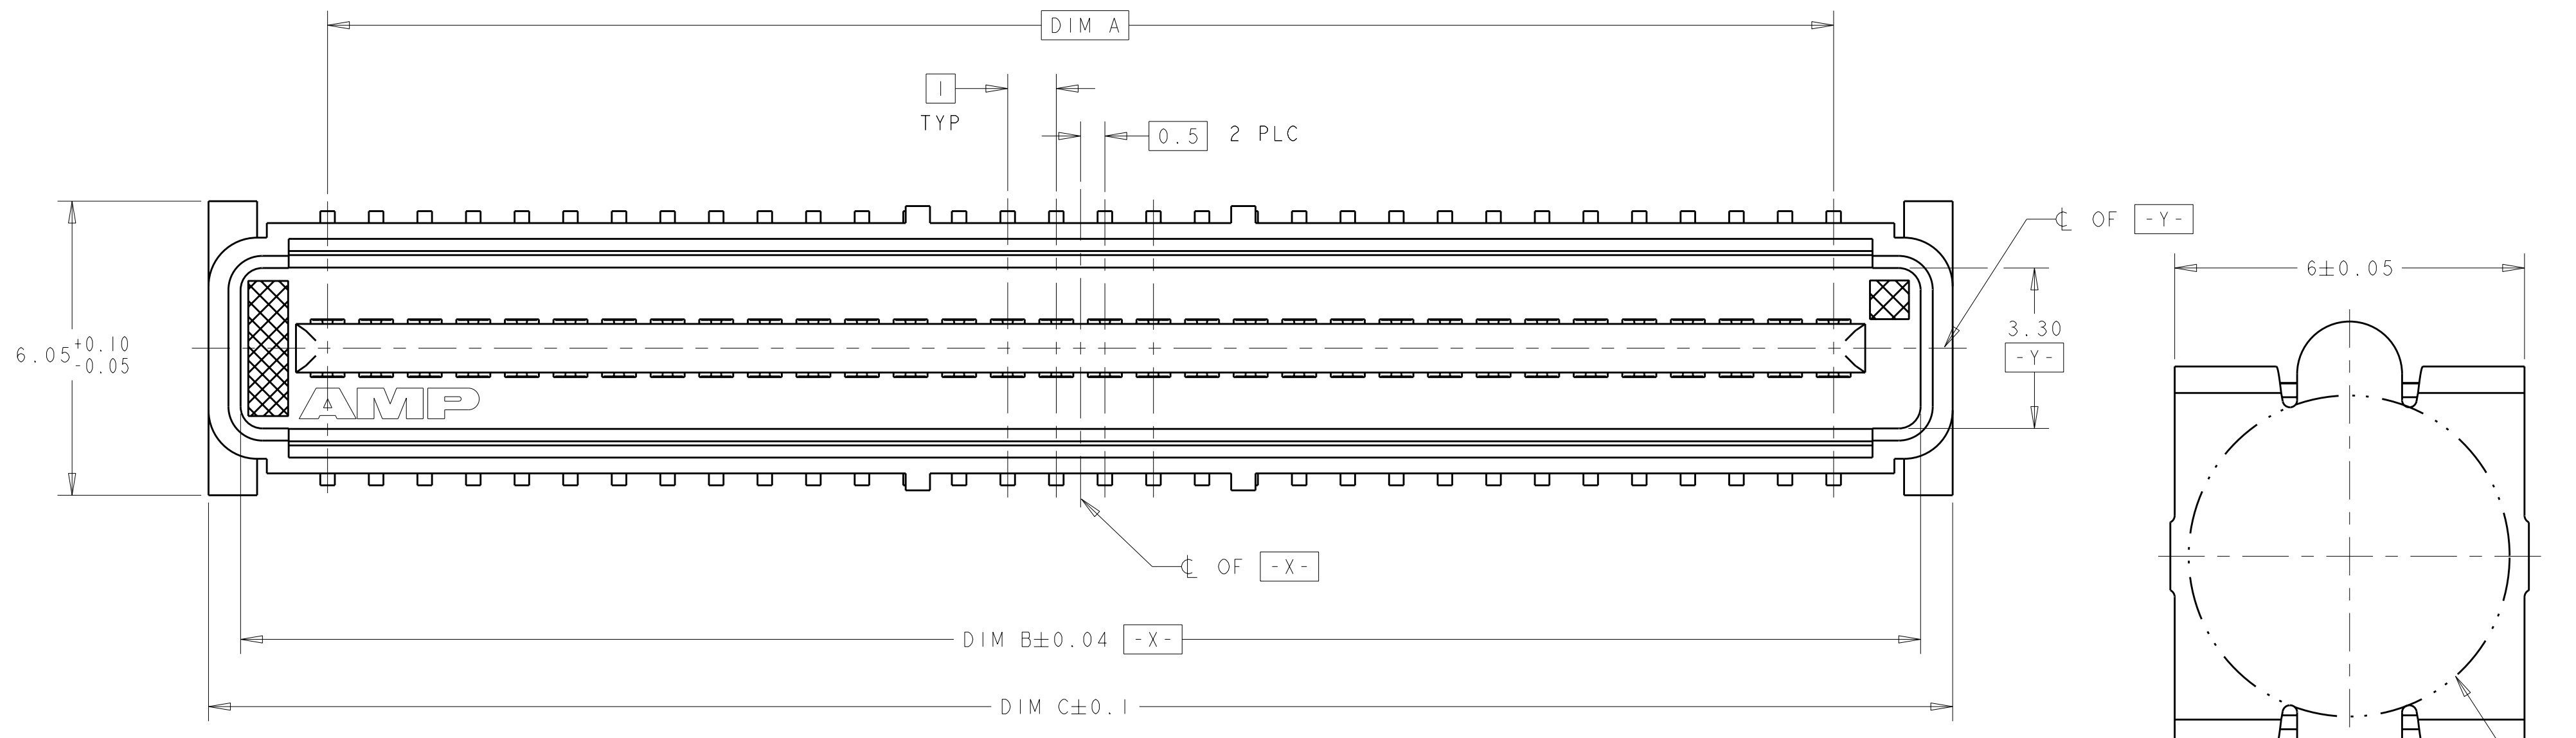 DIM A
1
TYP
0.5 2 PLC
℄ OF -Y-
6±0.05
3.30
-Y-
6.05 +0.10
-0.05
AMP
℄ OF -X-
DIM B±0.04 -X-
DIM C±0.1